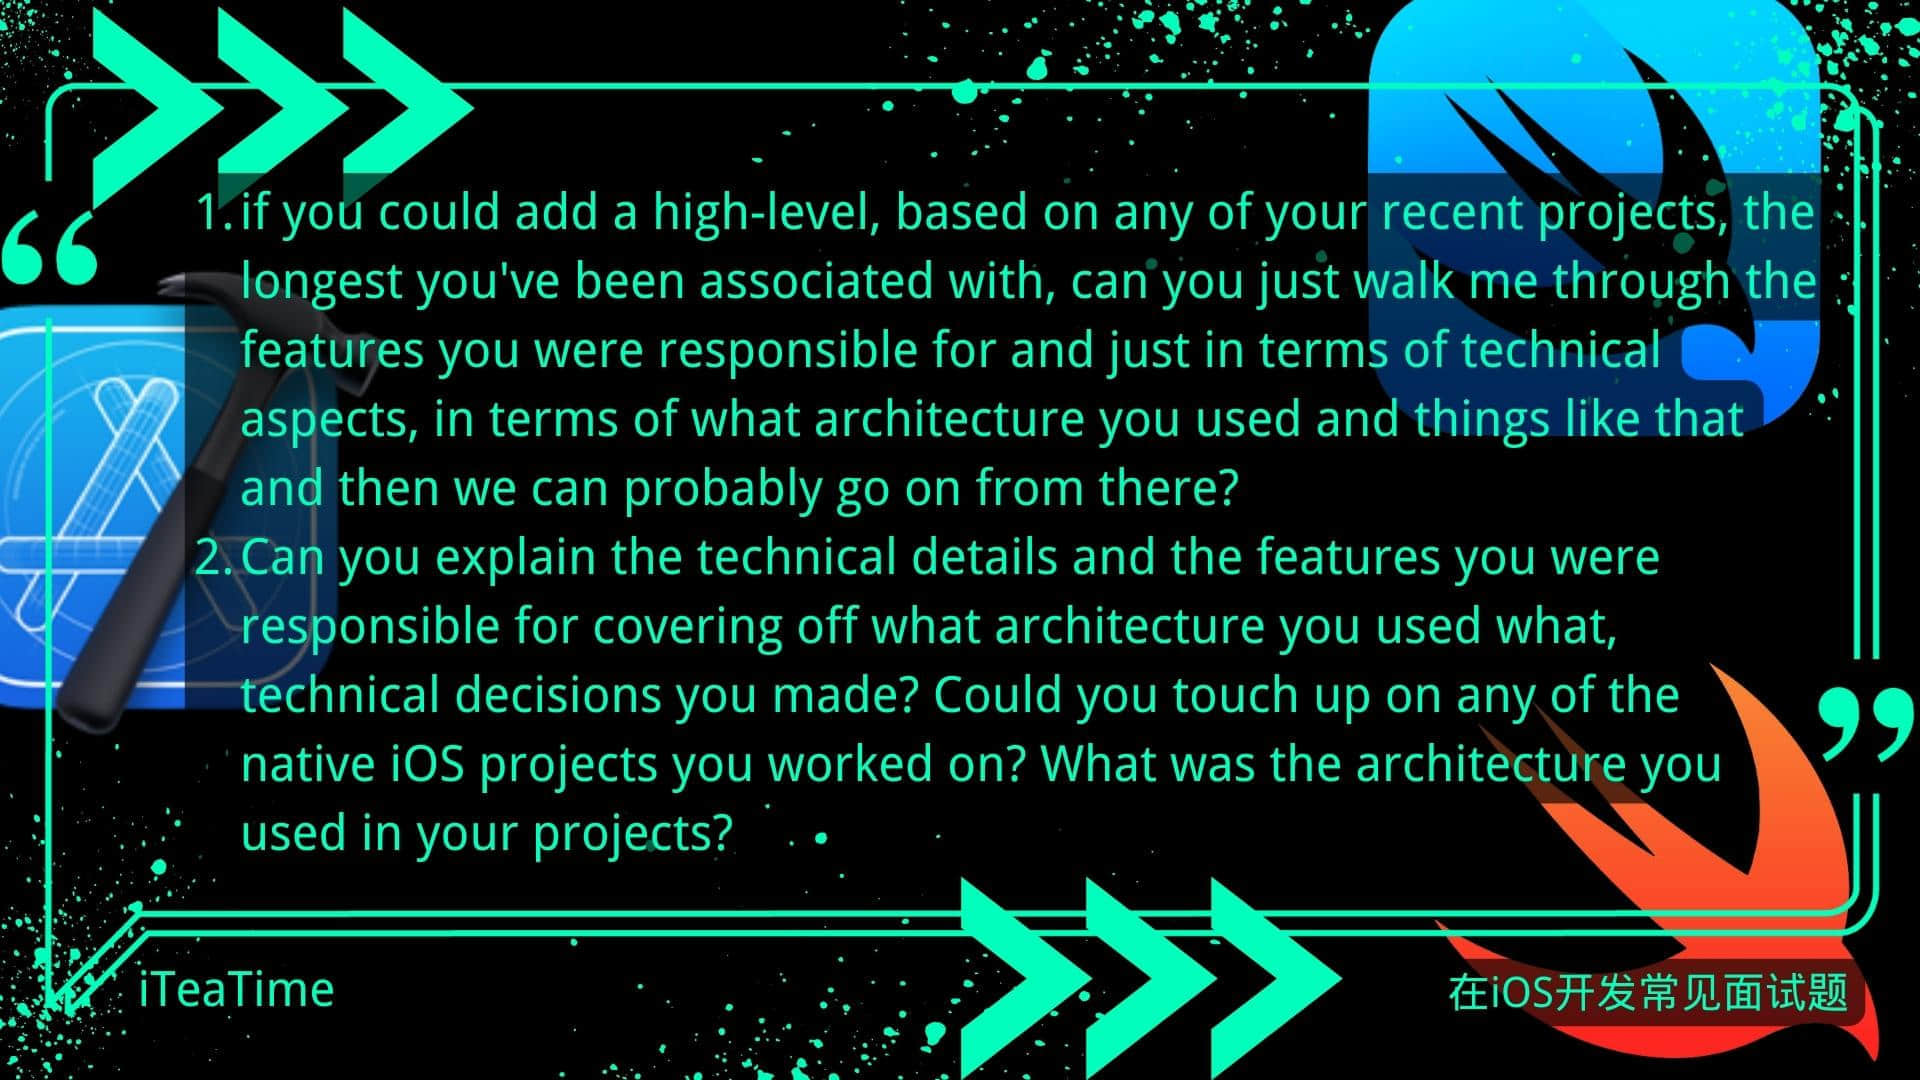 1. if you could add a high-level, based on any of your recent projects, the
longest you've been associated with, can you just walk me through the
features you were responsible for and just in terms of technical
aspects, in terms of what architecture you used and things like that
and then we can probably go on from there?
2. Can you explain the technical details and the features you were
responsible for covering off what architecture you used what,
technical decisions you made? Could you touch up on any of the
native iOS projects you worked on? What was the architecture you
used in your projects?
iTeaTime
在iOS开发常见面试题